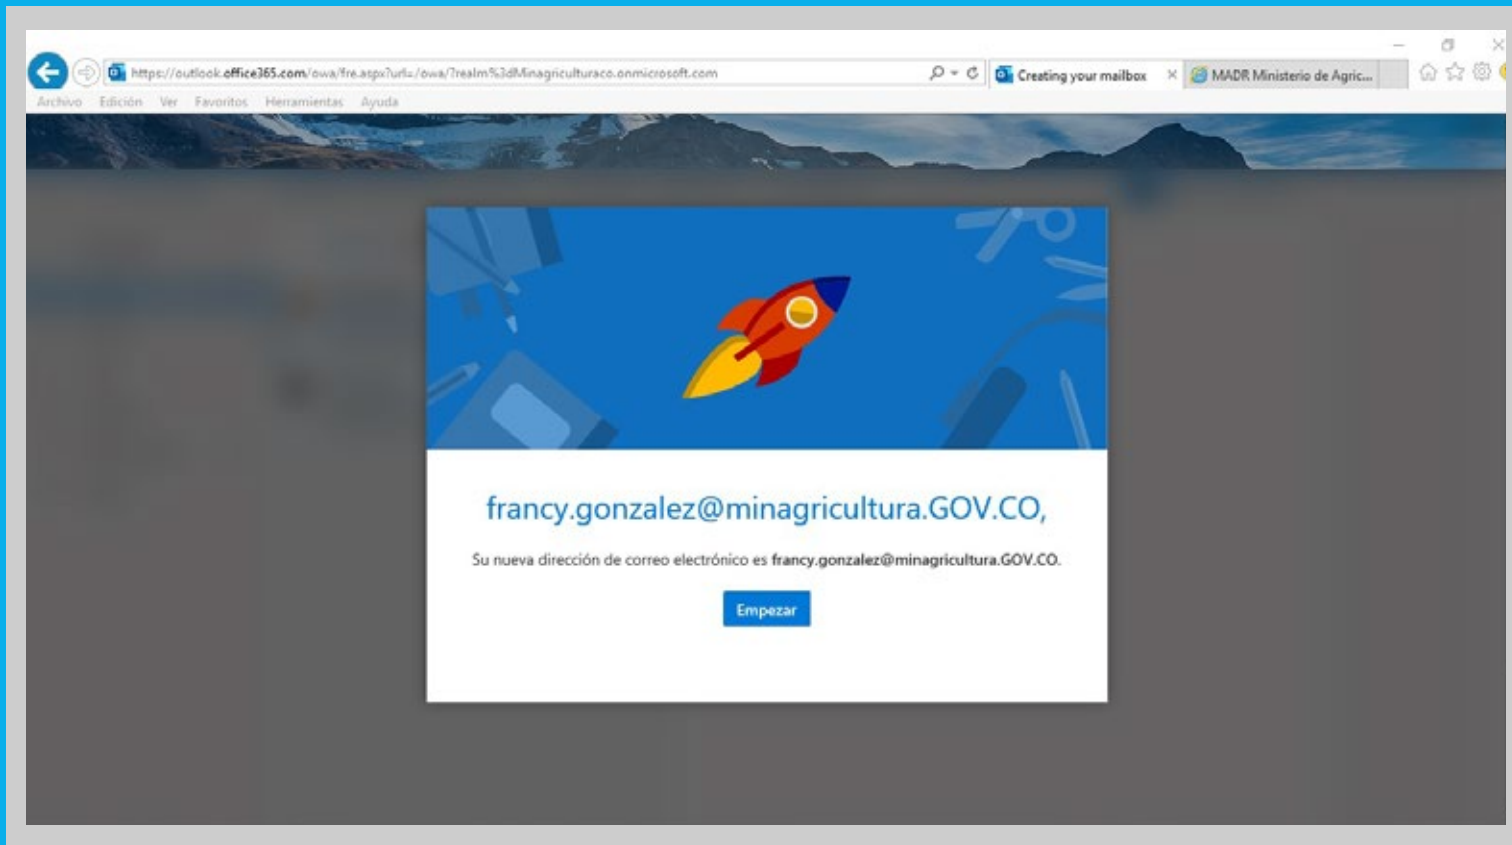 https://outlook.office365.com/owa/fre.aspx?url=/owa/?realm%3dMinagriculturaco.onmicrosoft.com
Creating your mailbox
MADR Ministerio de Agric...
Archivo Edición Ver Favoritos Herramientas Ayuda
francy.gonzalez@minagricultura.GOV.CO,
Su nueva dirección de correo electrónico es francy.gonzalez@minagricultura.GOV.CO.
Empezar